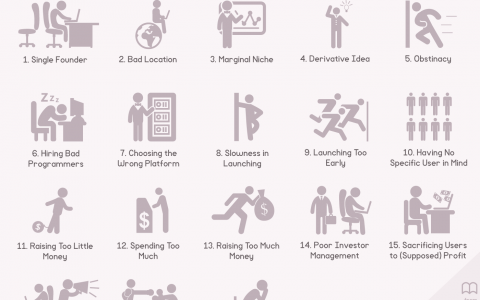 1. Single Founder
2. Bad Location
3. Marginal Niche
4. Derivative Idea
5. Obstinacy
ZZz
6. Hiring Bad
Programmers
7. Choosing the
Wrong Platform
8. Slowness in
Launching
9. Launching Too
Early
10. Having No
Specific User in Mind
11. Raising Too Little
Money
$
12. Spending Too
Much
$
13. Raising Too Much
Money
14. Poor Investor
Management
15. Sacrificing Users
to (Supposed) Profit